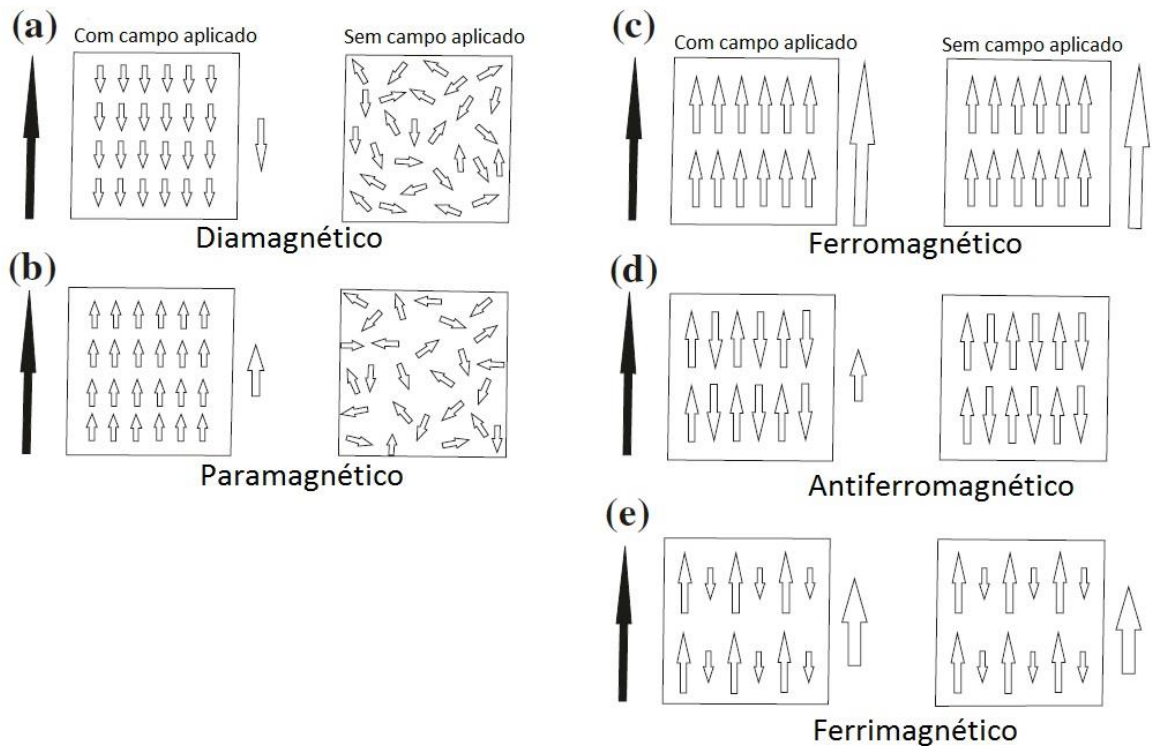 (a)
Com campo aplicado
Sem campo aplicado
Diamagnético
(b)
Paramagnético
(c)
Com campo aplicado
Sem campo aplicado
Ferromagnético
(d)
Antiferromagnético
(e)
Ferrimagnético